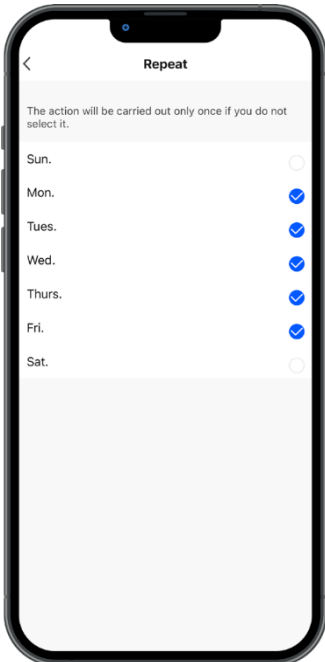 Repeat
The action will be carried out only once if you do not
select it.
Sun.
Mon.
Tues.
Wed.
Thurs.
Fri.
Sat.